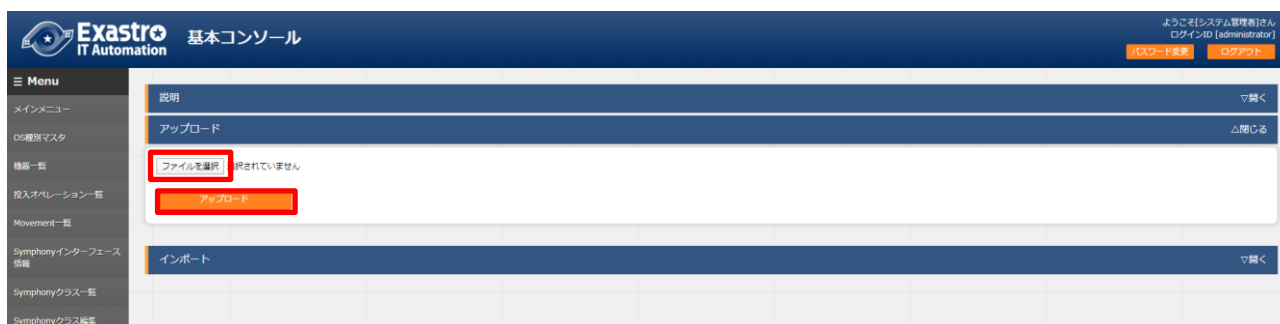 Exastro
IT Automation
基本コンソール
ようこそ[システム管理者]さん
ログインID [administrator]
パスワード変更
ログアウト
☰ Menu
メインメニュー
OS種別マスタ
機器一覧
投入オペレーション一覧
Movement一覧
Symphonyインターフェース
情報
Symphonyクラス一覧
Symphonyクラス編集
説明
▽開く
アップロード
△閉じる
ファイルを選択
択されていません
アップロード
インポート
▽開く